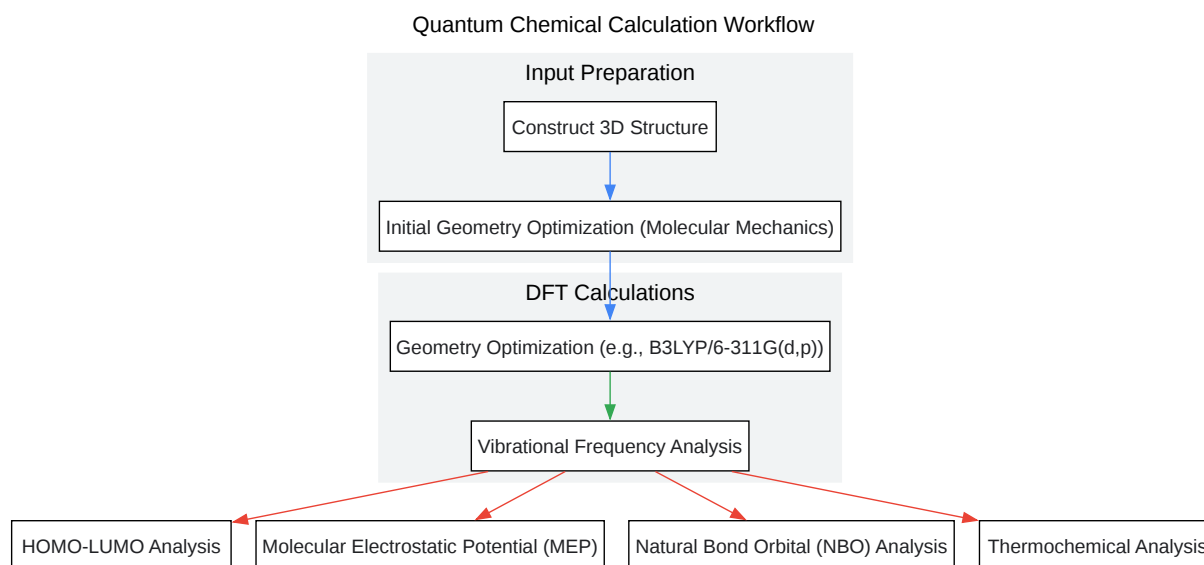 Quantum Chemical Calculation Workflow
Input Preparation
Construct 3D Structure
Initial Geometry Optimization (Molecular Mechanics)
DFT Calculations
Geometry Optimization (e.g., B3LYP/6-311G(d,p))
Vibrational Frequency Analysis
HOMO-LUMO Analysis
Molecular Electrostatic Potential (MEP)
Natural Bond Orbital (NBO) Analysis
Thermochemical Analysis